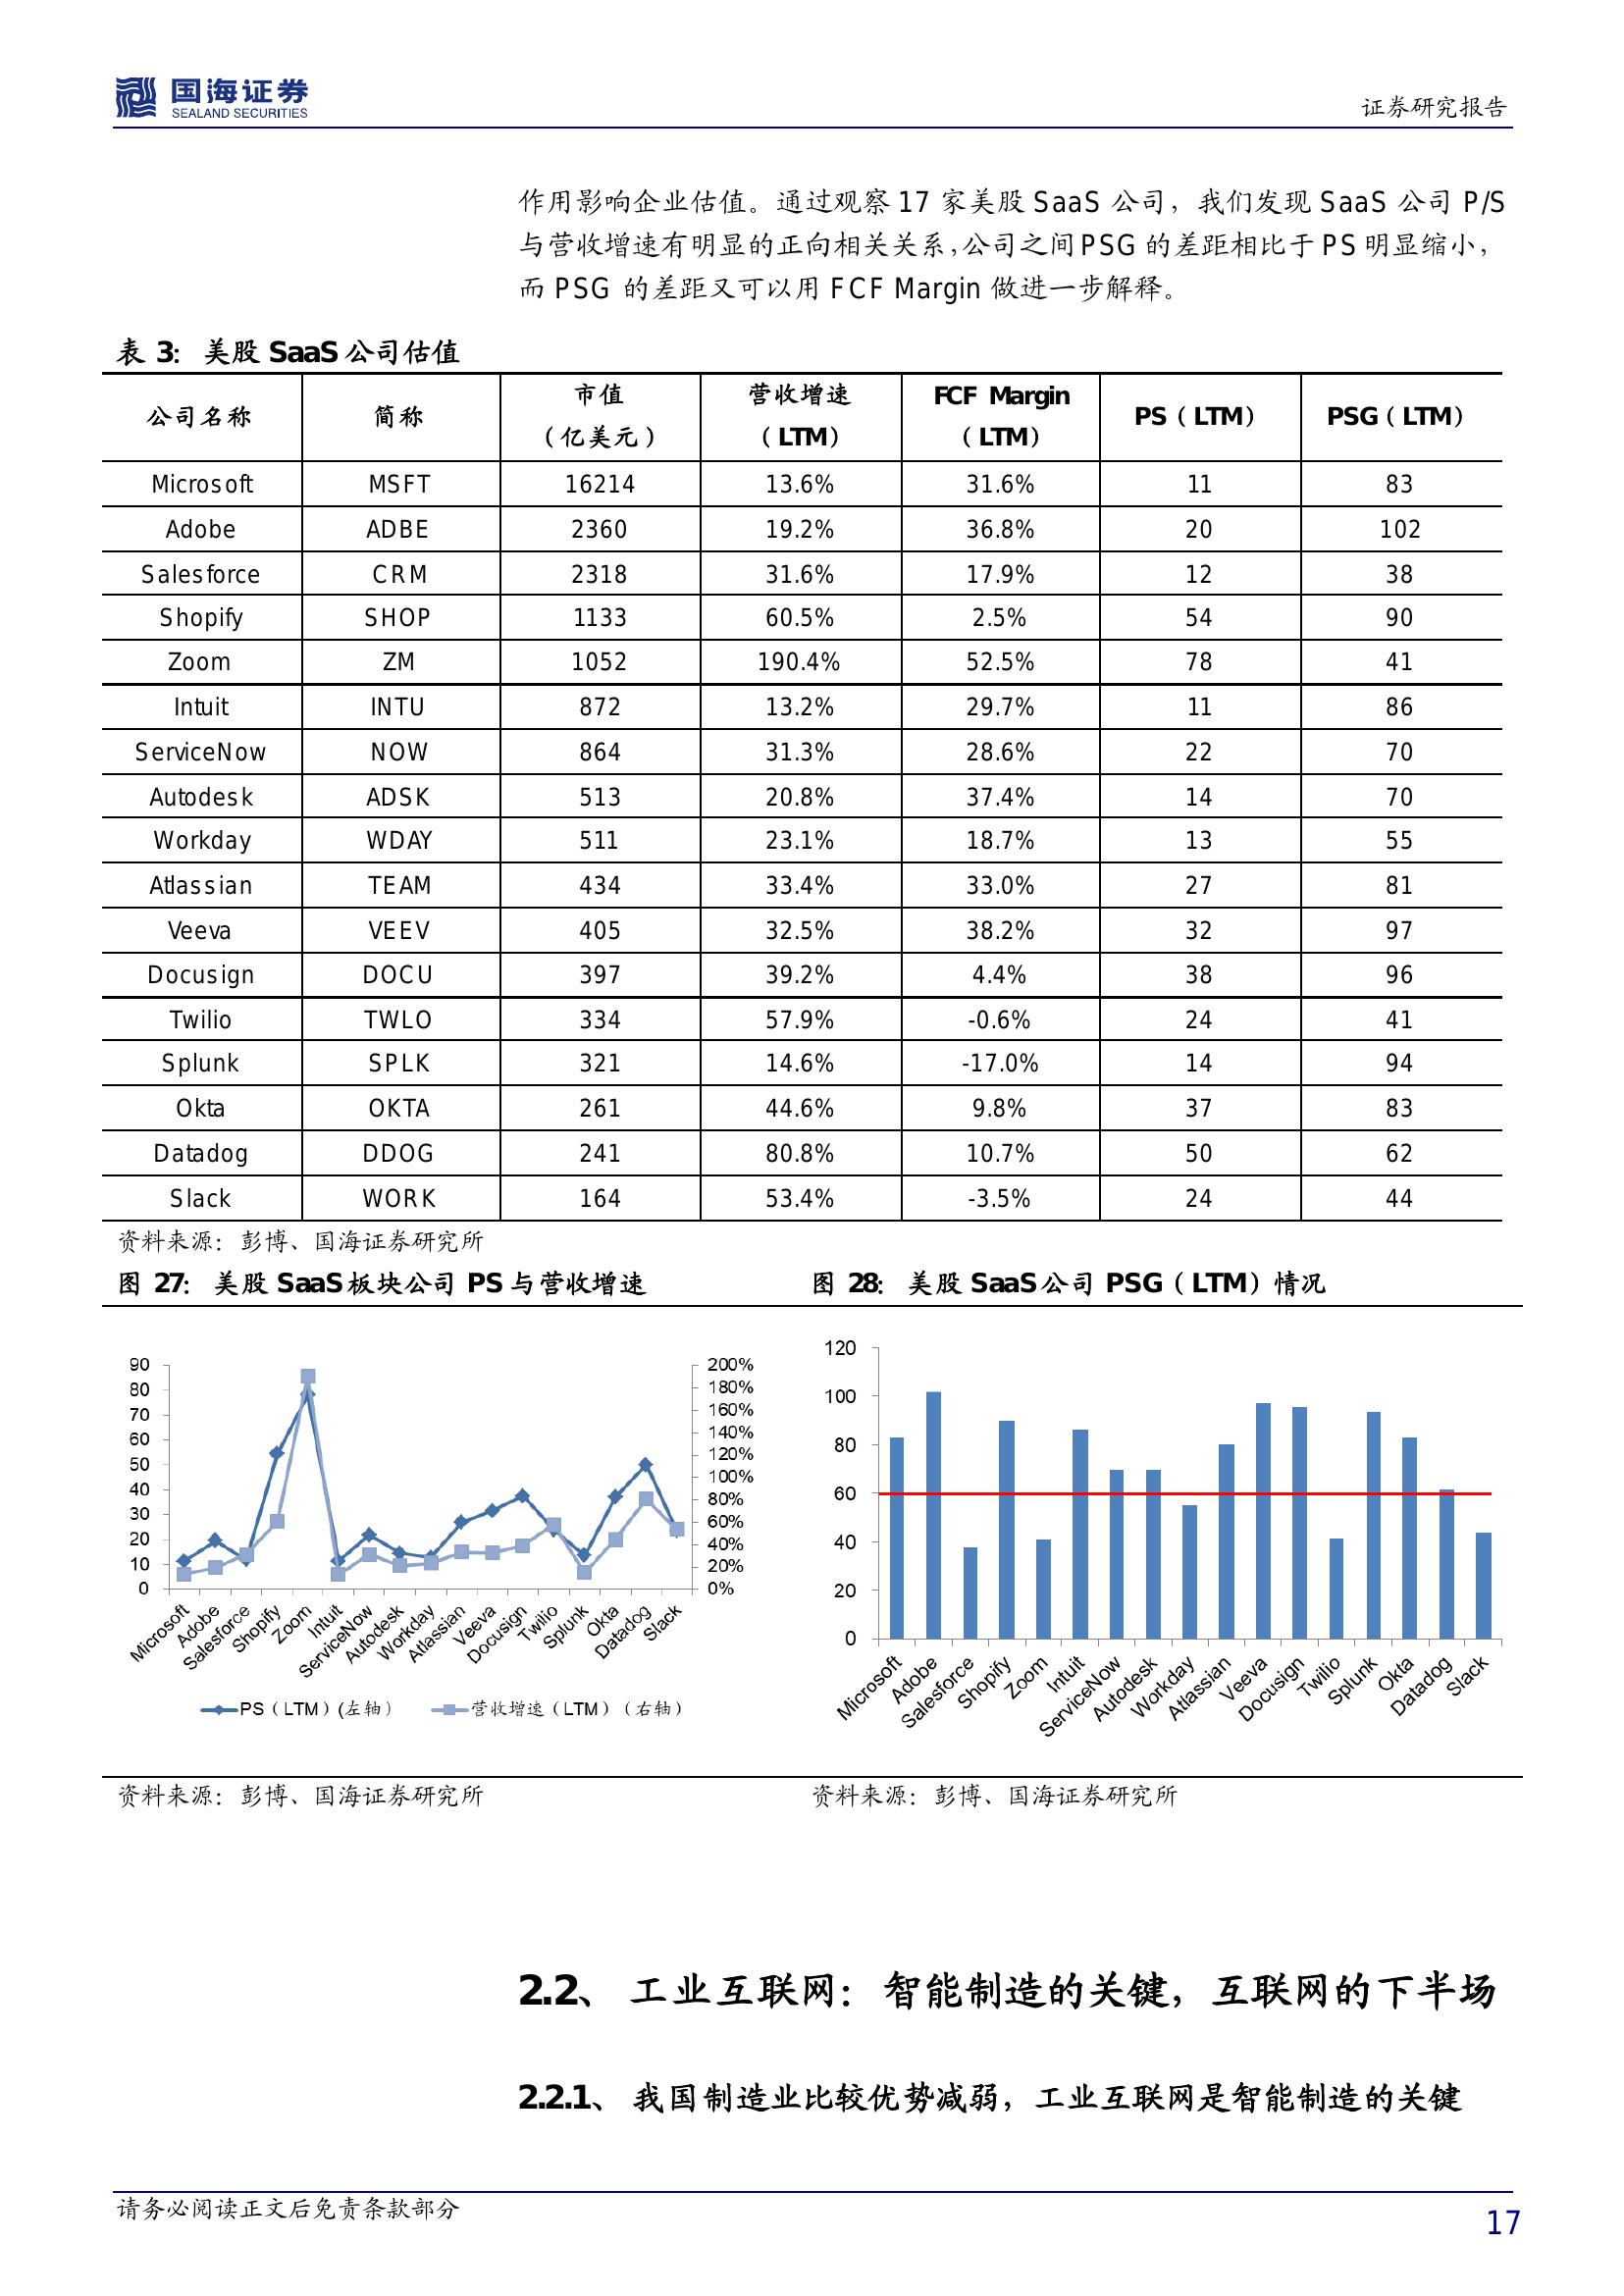 国海证券
SEALAND SECURITIES
证券研究报告
作用影响企业估值。通过观察 17 家美股 SaaS 公司，我们发现 SaaS 公司 P/S
与营收增速有明显的正向相关关系，公司之间 PSG 的差距相比于 PS 明显缩小，
而 PSG 的差距又可以用 FCF Margin 做进一步解释。
表 3： 美股 SaaS 公司估值
公司名称 简称 市值（亿美元） 营收增速（LTM） FCF Margin（LTM） PS（LTM） PSG（LTM）
Microsoft MSFT 16214 13.6% 31.6% 11 83
Adobe ADBE 2360 19.2% 36.8% 20 102
Salesforce CRM 2318 31.6% 17.9% 12 38
Shopify SHOP 1133 60.5% 2.5% 54 90
Zoom ZM 1052 190.4% 52.5% 78 41
Intuit INTU 872 13.2% 29.7% 11 86
ServiceNow NOW 864 31.3% 28.6% 22 70
Autodesk ADSK 513 20.8% 37.4% 14 70
Workday WDAY 511 23.1% 18.7% 13 55
Atlassian TEAM 434 33.4% 33.0% 27 81
Veeva VEEV 405 32.5% 38.2% 32 97
Docusign DOCU 397 39.2% 4.4% 38 96
Twilio TWLO 334 57.9% -0.6% 24 41
Splunk SPLK 321 14.6% -17.0% 14 94
Okta OKTA 261 44.6% 9.8% 37 83
Datadog DDOG 241 80.8% 10.7% 50 62
Slack WORK 164 53.4% -3.5% 24 44
资料来源：彭博、国海证券研究所
图 27： 美股 SaaS 板块公司 PS 与营收增速
90
80
70
60
50
40
30
20
10
0
200%
180%
160%
140%
120%
100%
80%
60%
40%
20%
0%
Microsoft Adobe Salesforce Shopify Zoom Intuit ServiceNow Autodesk Workday Atlassian Veeva Docusign Twilio Splunk Okta Datadog Slack
PS（LTM）(左轴） 营收增速（LTM）（右轴）
资料来源：彭博、国海证券研究所
图 28： 美股 SaaS 公司 PSG（LTM）情况
120
100
80
60
40
20
0
Microsoft Adobe Salesforce Shopify Zoom Intuit ServiceNow Autodesk Workday Atlassian Veeva Docusign Twilio Splunk Okta Datadog Slack
资料来源：彭博、国海证券研究所
2.2、 工业互联网：智能制造的关键，互联网的下半场
2.2.1、 我国制造业比较优势减弱，工业互联网是智能制造的关键
请务必阅读正文后免责条款部分
17